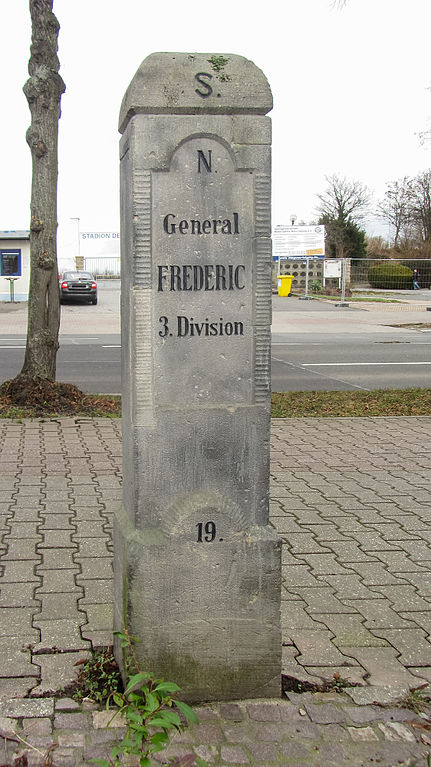 S.
N.
General
FREDERIC
3. Division
19.
STADION DE